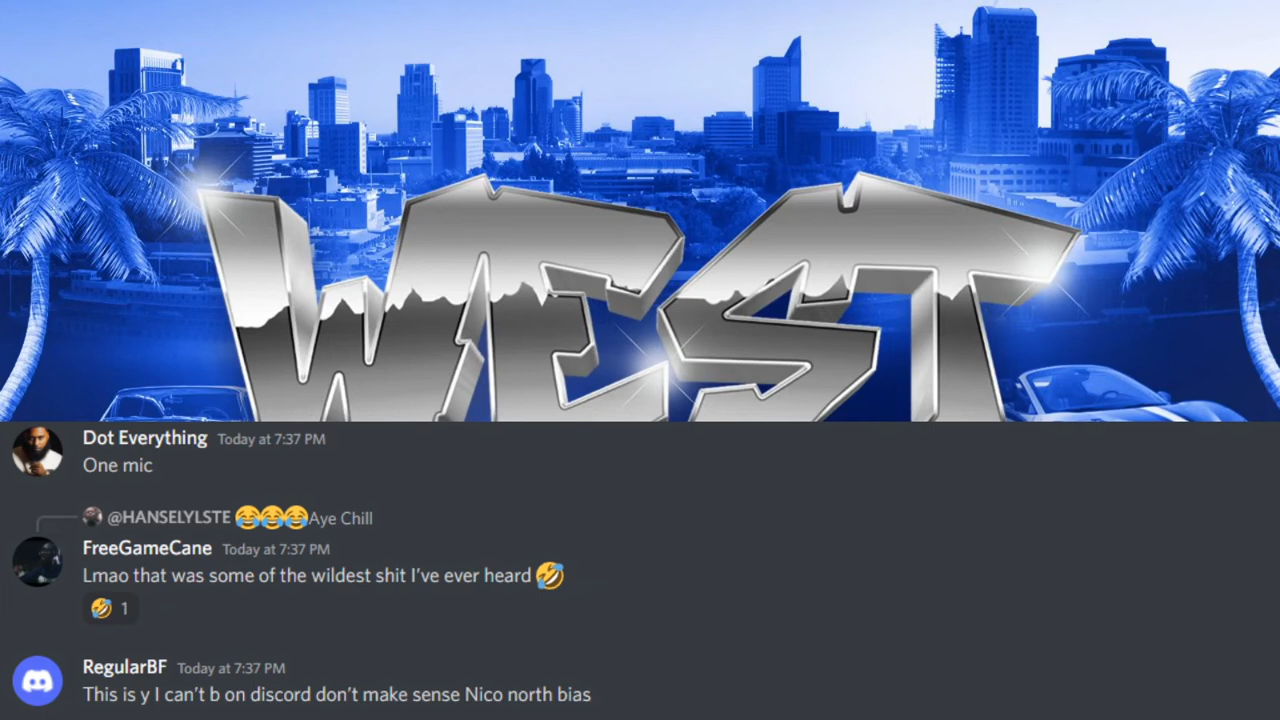 WEST
Dot Everything Today at 7:37 PM
One mic
@HANSELYLSTE 😂😂😂Aye Chill
FreeGameCane Today at 7:37 PM
Lmao that was some of the wildest shit I've ever heard 🤣
🤣 1
RegularBF Today at 7:37 PM
This is y I can't b on discord don't make sense Nico north bias